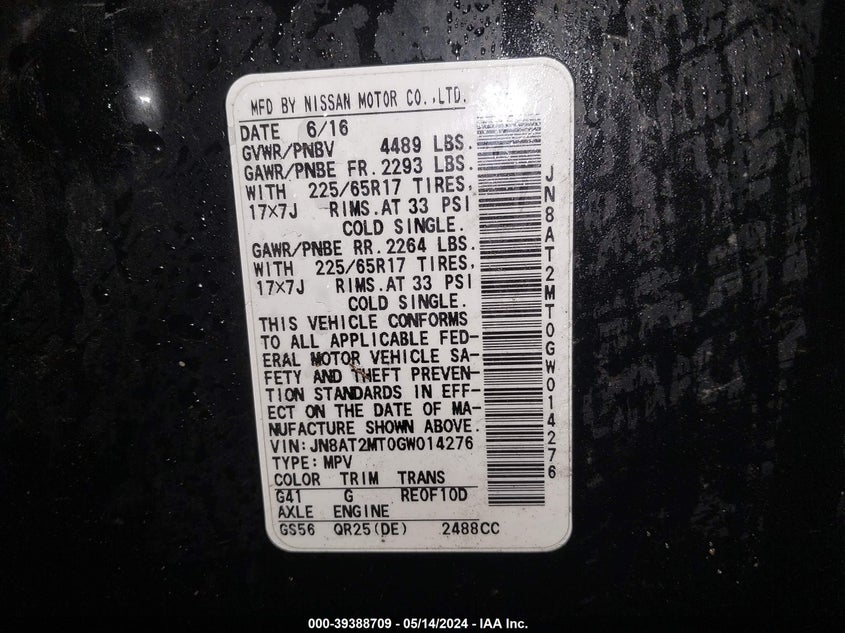 MFD BY NISSAN MOTOR CO.,LTD.
DATE 6/16
GVWR/PNBV 4489 LBS.
GAWR/PNBE FR. 2293 LBS.
WITH 225/65R17 TIRES,
17×7J RIMS.AT 33 PSI
COLD SINGLE.
GAWR/PNBE RR. 2264 LBS.
WITH 225/65R17 TIRES,
17×7J RIMS.AT 33 PSI
COLD SINGLE.
THIS VEHICLE CONFORMS
TO ALL APPLICABLE FED-
ERAL MOTOR VEHICLE SA-
FETY AND THEFT PREVEN-
TION STANDARDS IN EFF-
ECT ON THE DATE OF MA-
NUFACTURE SHOWN ABOVE.
VIN:JN8AT2MT0GW014276
TYPE:MPV
COLOR TRIM TRANS
G41 G RE0F10D
AXLE ENGINE
GS56 QR25(DE) 2488CC
JN8AT2MT0GW014276
000-39388709 - 05/14/2024 - IAA Inc.